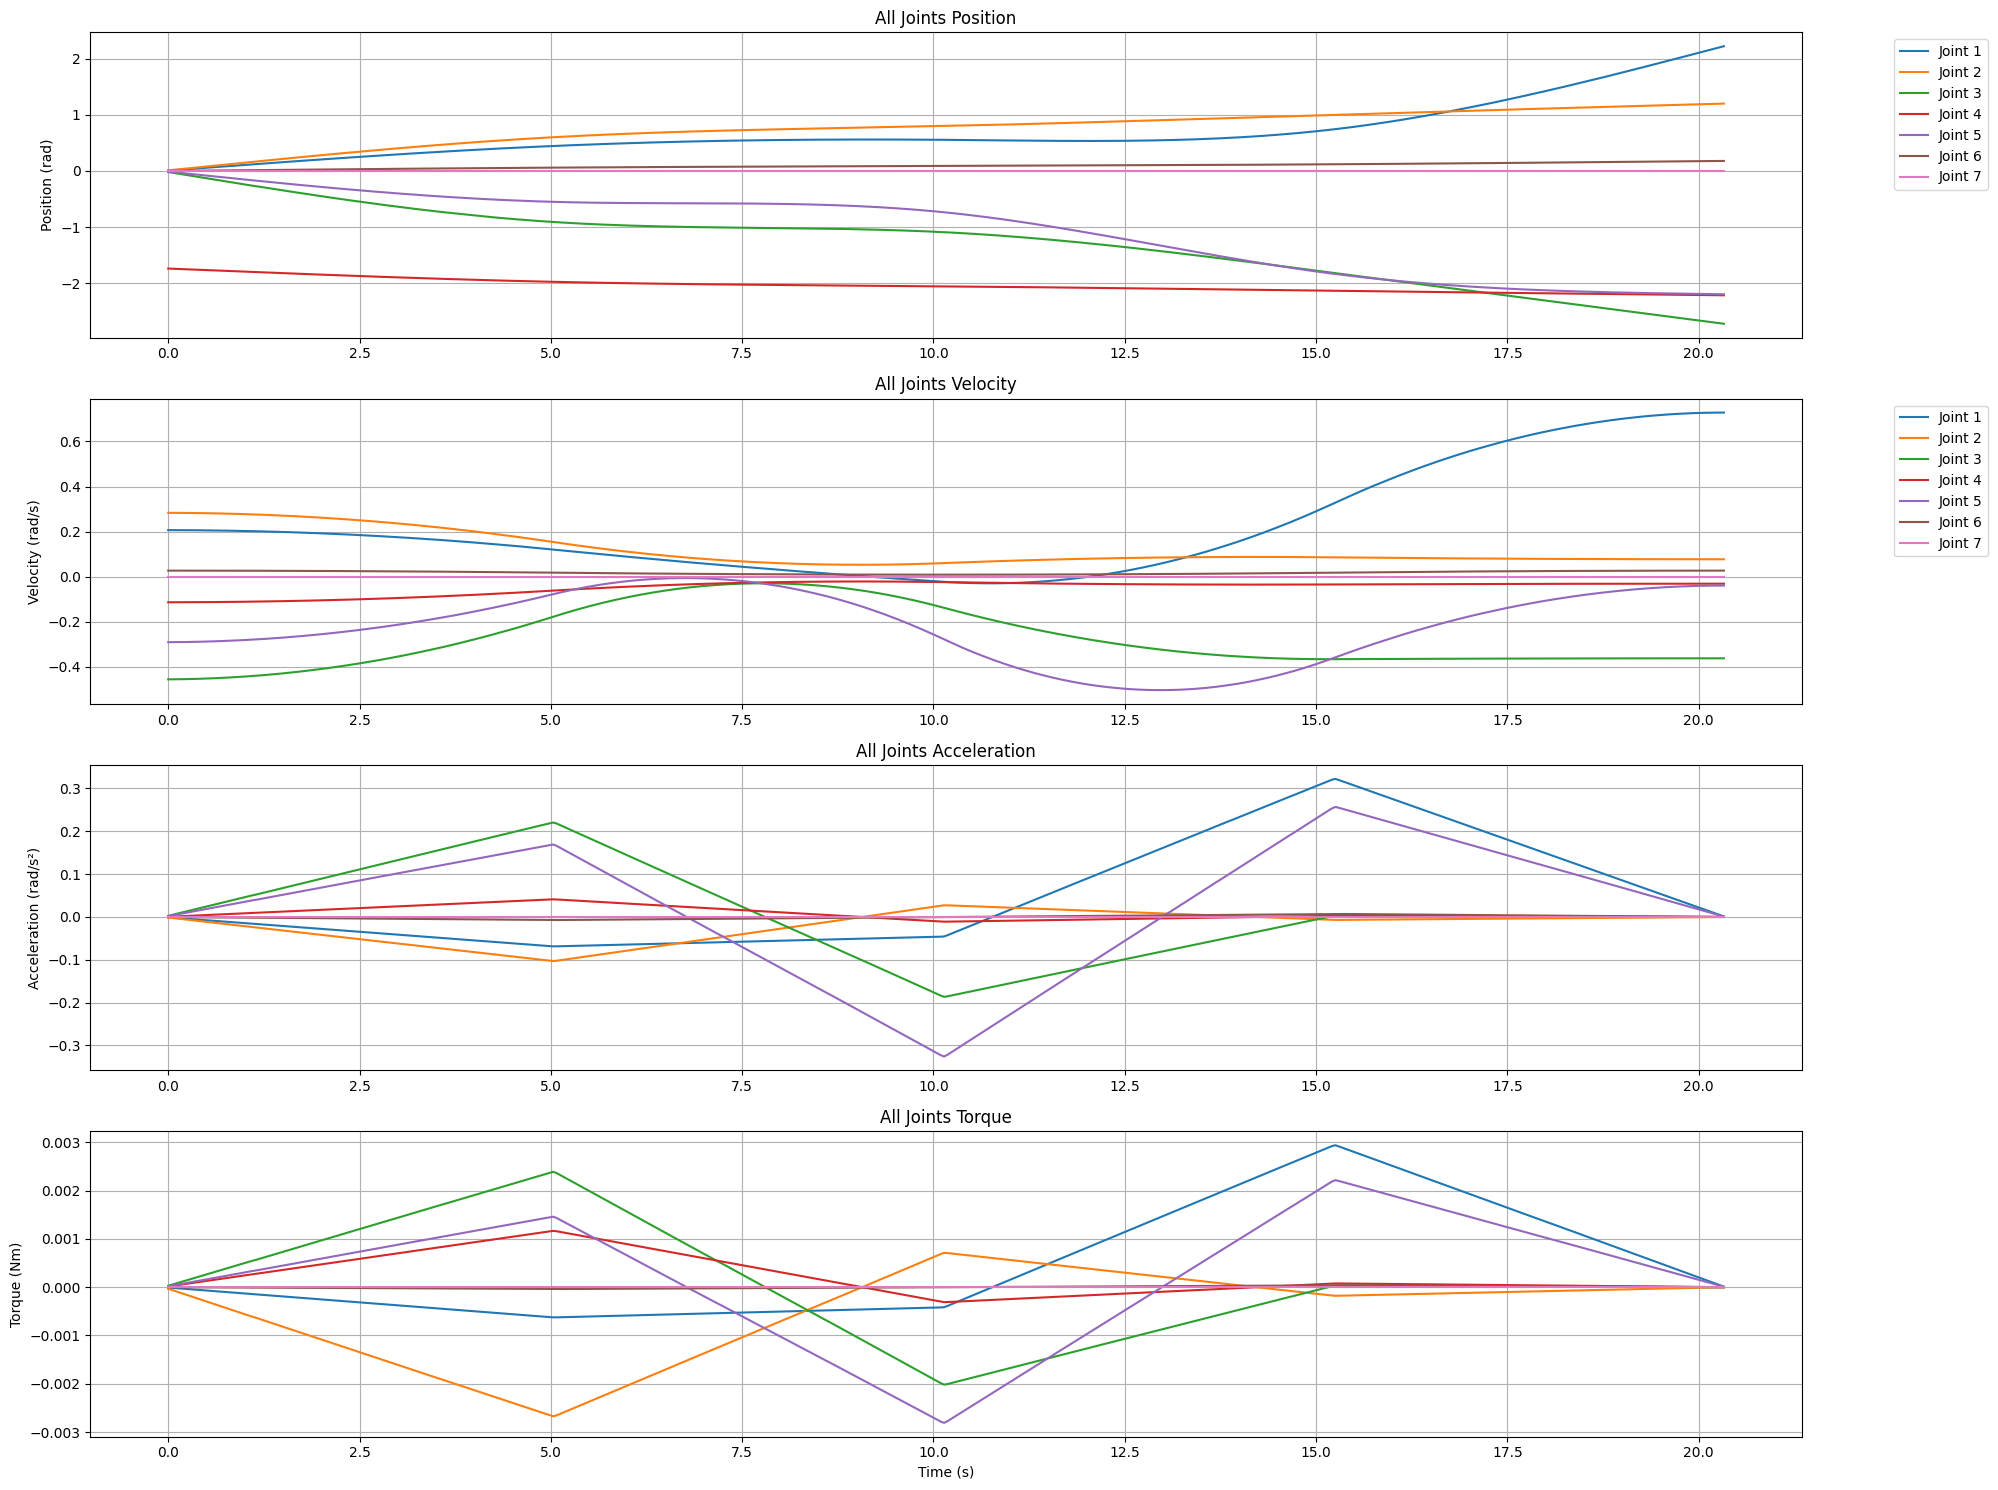 All Joints Position
Position (rad)
2
1
0
−1
−2
0.0 2.5 5.0 7.5 10.0 12.5 15.0 17.5 20.0
Joint 1
Joint 2
Joint 3
Joint 4
Joint 5
Joint 6
Joint 7
All Joints Velocity
Velocity (rad/s)
0.6
0.4
0.2
0.0
−0.2
−0.4
0.0 2.5 5.0 7.5 10.0 12.5 15.0 17.5 20.0
Joint 1
Joint 2
Joint 3
Joint 4
Joint 5
Joint 6
Joint 7
All Joints Acceleration
Acceleration (rad/s²)
0.3
0.2
0.1
0.0
−0.1
−0.2
−0.3
0.0 2.5 5.0 7.5 10.0 12.5 15.0 17.5 20.0
All Joints Torque
Torque (Nm)
0.003
0.002
0.001
0.000
−0.001
−0.002
−0.003
0.0 2.5 5.0 7.5 10.0 12.5 15.0 17.5 20.0
Time (s)